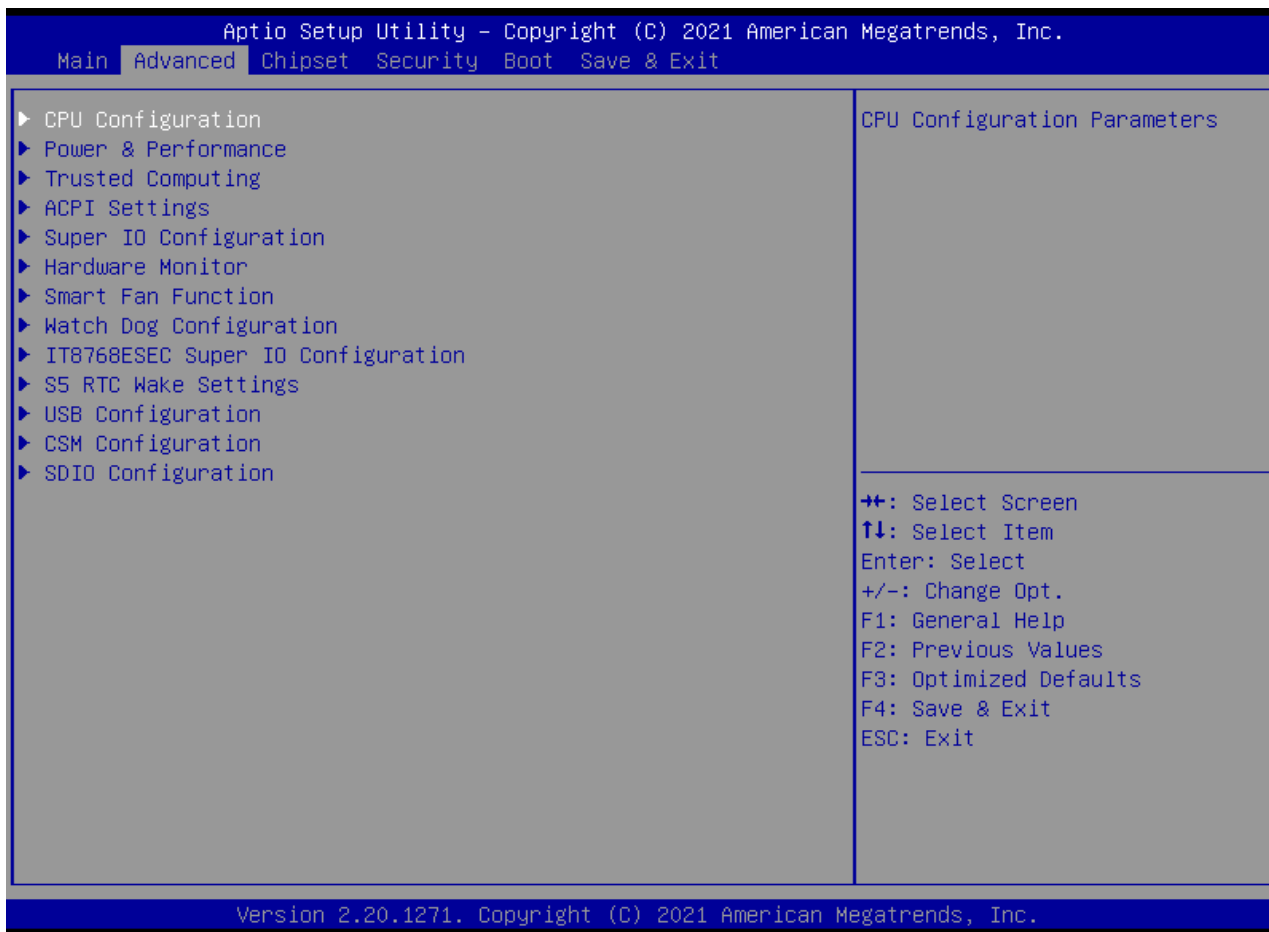 Aptio Setup Utility – Copyright (C) 2021 American Megatrends, Inc.
Main Advanced Chipset Security Boot Save & Exit
▶ CPU Configuration
▶ Power & Performance
▶ Trusted Computing
▶ ACPI Settings
▶ Super IO Configuration
▶ Hardware Monitor
▶ Smart Fan Function
▶ Watch Dog Configuration
▶ IT8768ESEC Super IO Configuration
▶ S5 RTC Wake Settings
▶ USB Configuration
▶ CSM Configuration
▶ SDIO Configuration
CPU Configuration Parameters
→←: Select Screen
↑↓: Select Item
Enter: Select
+/-: Change Opt.
F1: General Help
F2: Previous Values
F3: Optimized Defaults
F4: Save & Exit
ESC: Exit
Version 2.20.1271. Copyright (C) 2021 American Megatrends, Inc.